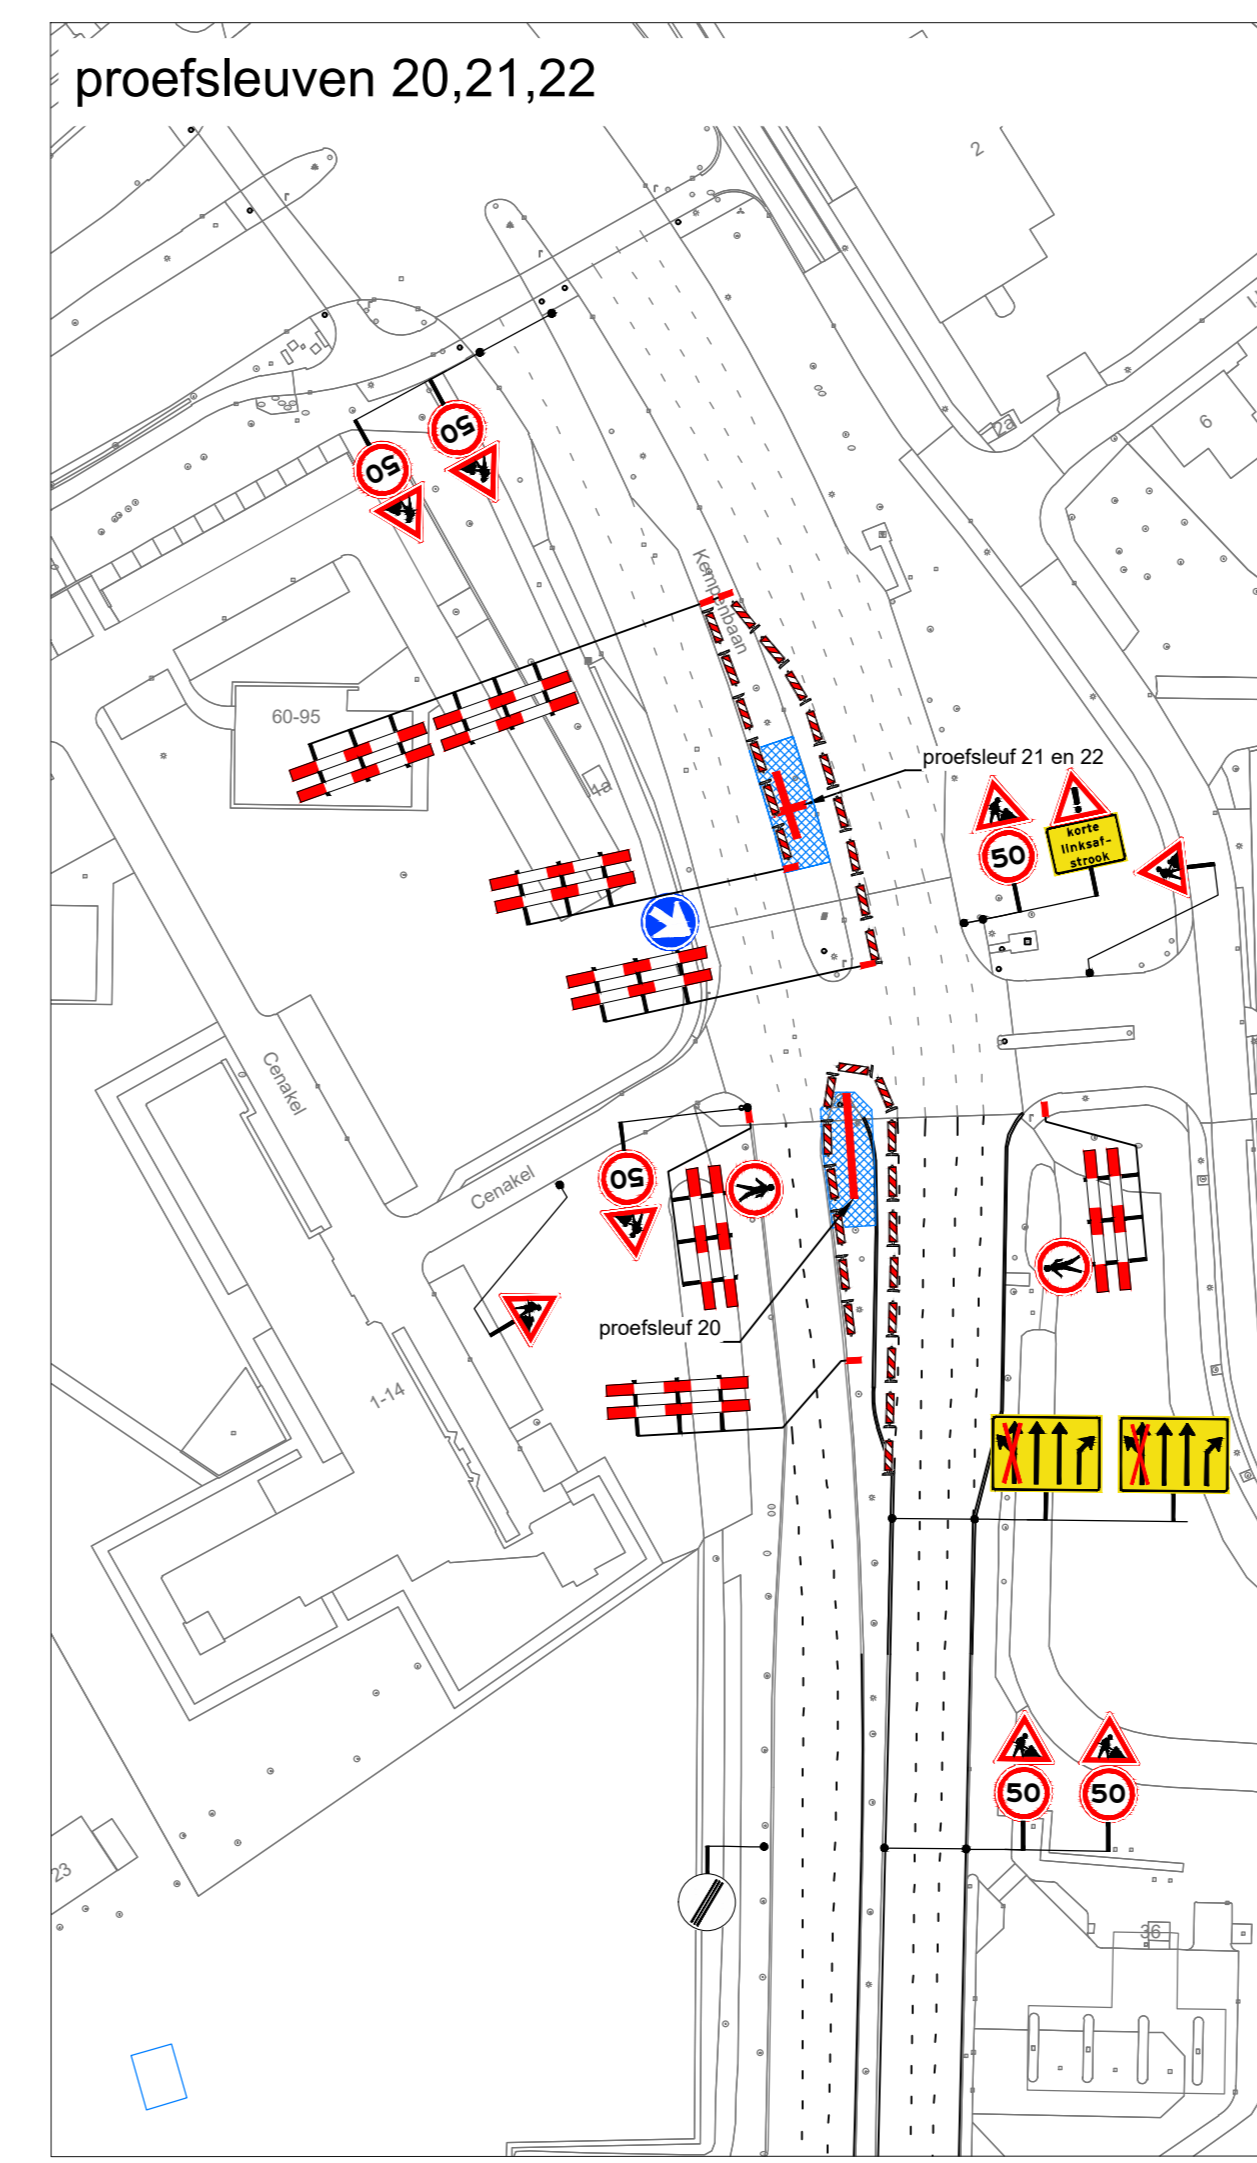 proefsleuven 20,21,22
2
2a
6
50
50
Kempenbaan
60-95
4a
proefsleuf 21 en 22
50
korte
linksaf-
strook
Cenakel
Cenakel
50
proefsleuf 20
1-14
50
50
23
36